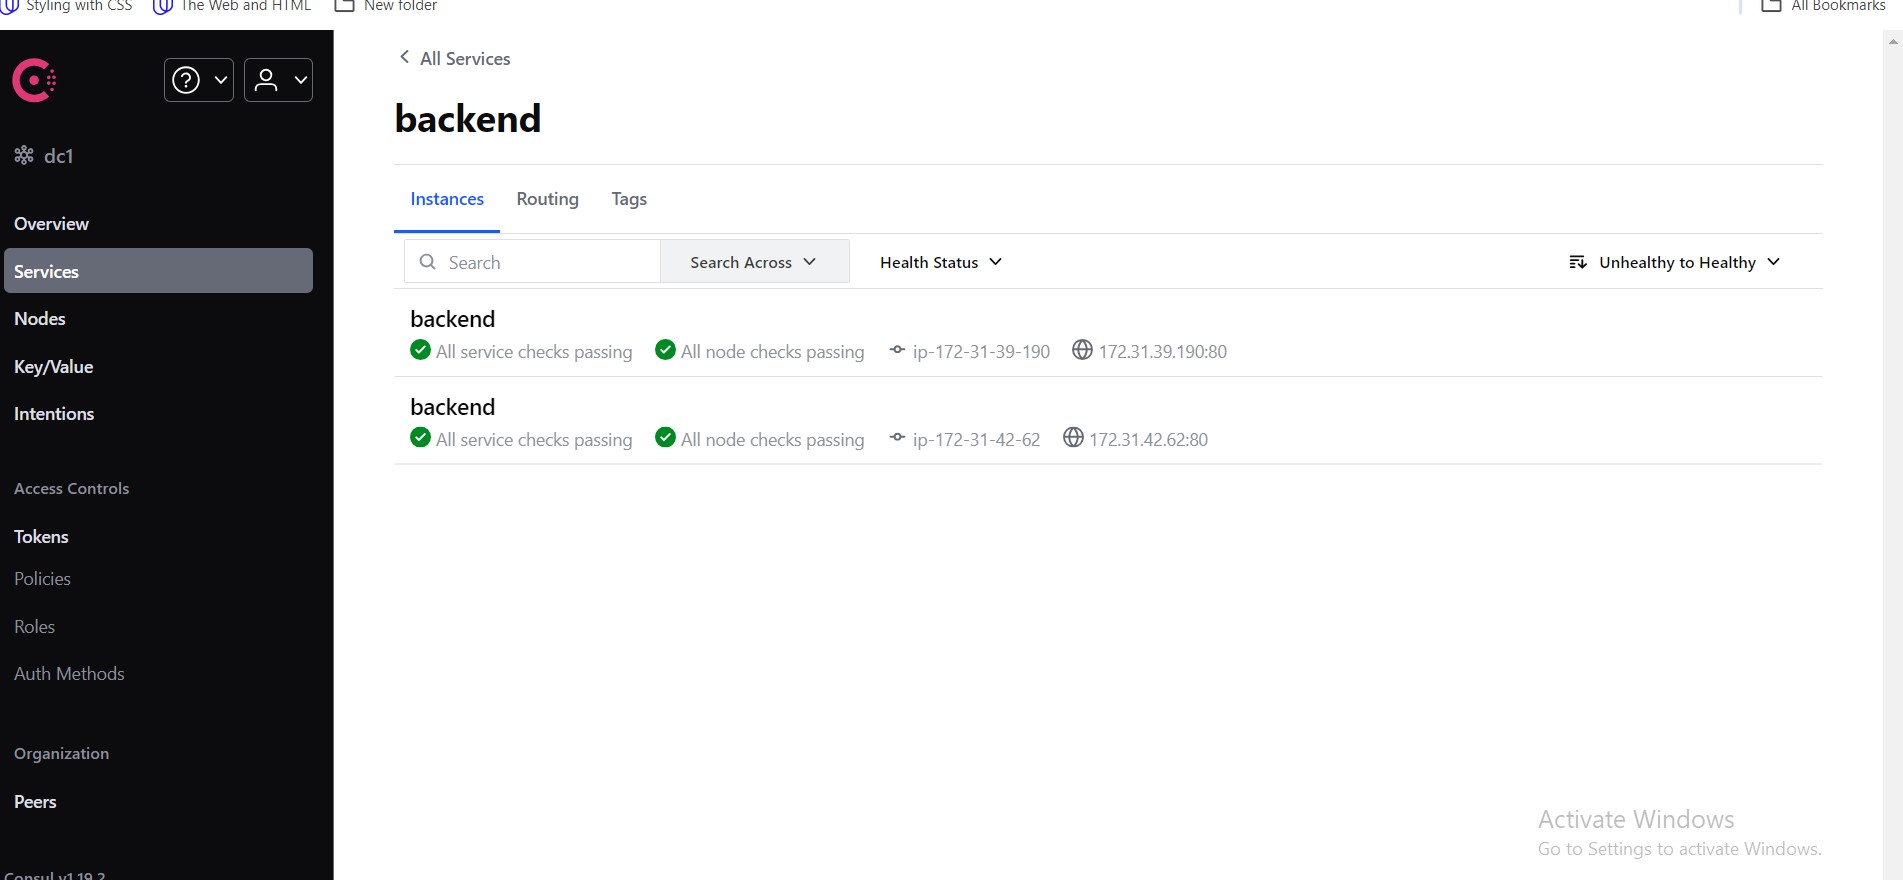 Styling with CSS
The Web and HTML
New folder
All Bookmarks
dc1
Overview
Services
Nodes
Key/Value
Intentions
Access Controls
Tokens
Policies
Roles
Auth Methods
Organization
Peers
Consul v1.19.2
All Services
backend
Instances Routing Tags
Search Search Across Health Status Unhealthy to Healthy
backend
All service checks passing All node checks passing ip-172-31-39-190 172.31.39.190:80
backend
All service checks passing All node checks passing ip-172-31-42-62 172.31.42.62:80
Activate Windows
Go to Settings to activate Windows.